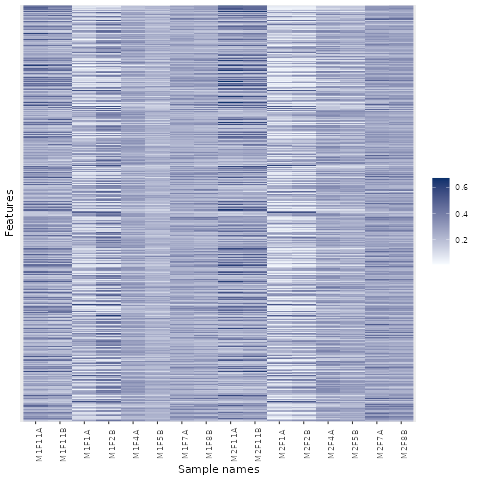 Features
0.6
0.4
0.2
M1F11A
M1F11B
M1F1A
M1F2B
M1F4A
M1F5B
M1F7A
M1F8B
M2F11A
M2F11B
M2F1A
M2F2B
M2F4A
M2F5B
M2F7A
M2F8B
Sample names